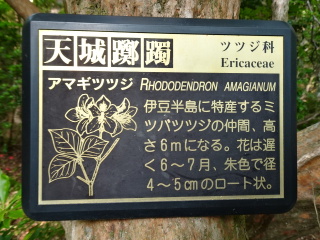 天城躑躅
ツツジ科
Ericaceae
アマギツツジ RHODODENDRON AMAGIANUM
伊豆半島に特産するミ
ツバツツジの仲間、高
さ6mになる。花は遅
く6～7月、朱色で径
4～5cmのロート状。